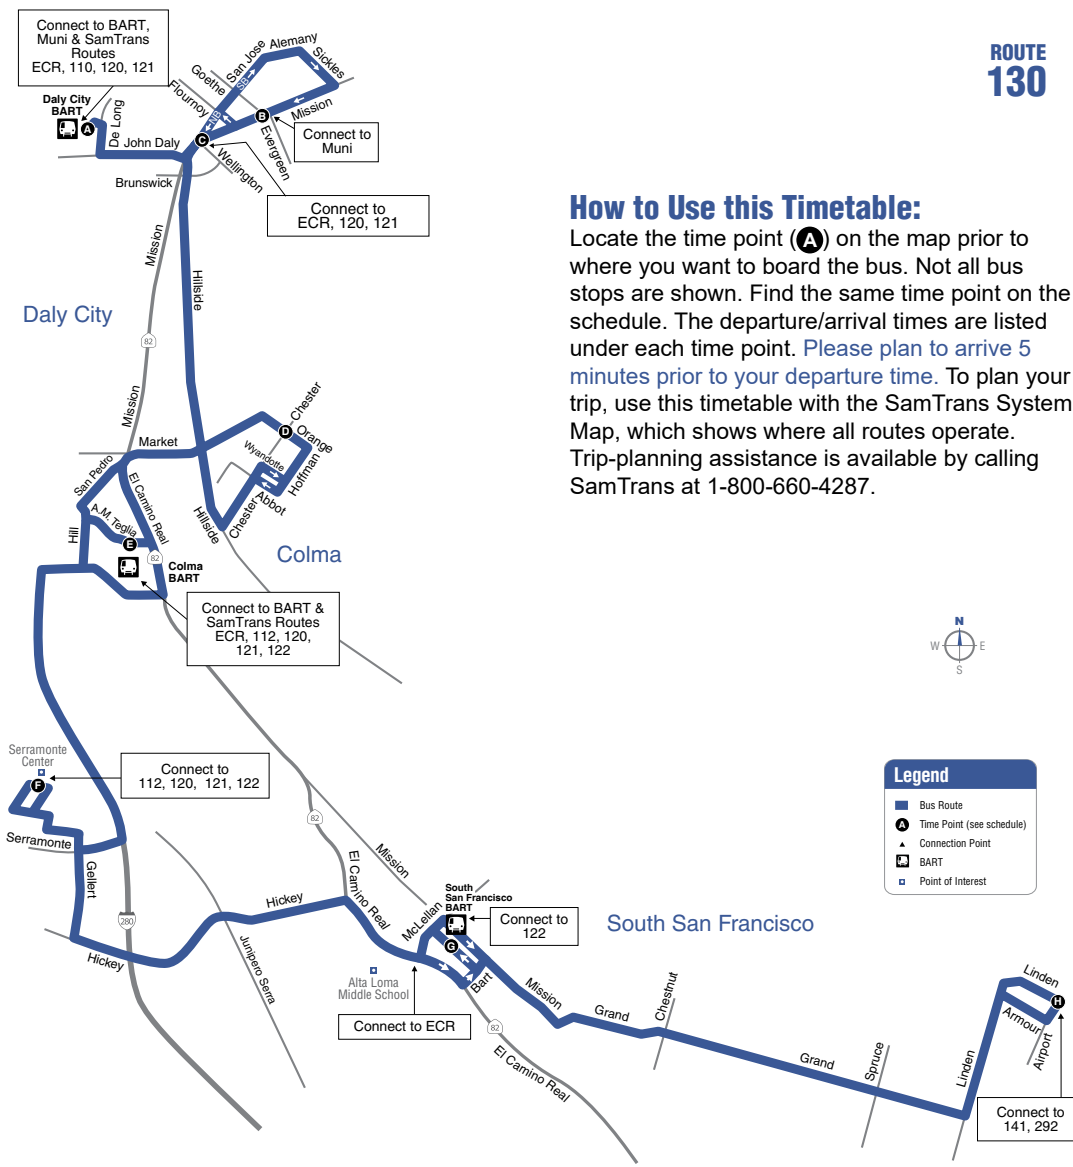 Connect to BART,
Muni & SamTrans
Routes
ECR, 110, 120, 121
ROUTE
130
Alemany
San Jose
Sickles
Goethe
Flournoy
SB
NB
Mission
Daly City
BART
A
De Long
B
Evergreen
Connect to
Muni
John Daly
C
Wellington
Brunswick
Connect to
ECR, 120, 121
How to Use this Timetable:
Locate the time point (A) on the map prior to
where you want to board the bus. Not all bus
stops are shown. Find the same time point on the
schedule. The departure/arrival times are listed
under each time point. Please plan to arrive 5
minutes prior to your departure time. To plan your
trip, use this timetable with the SamTrans System
Map, which shows where all routes operate.
Trip-planning assistance is available by calling
SamTrans at 1-800-660-4287.
Mission
Hillside
Daly City
82
Mission
Chester
D
Orange
Market
Wyandotte
Hoffman
San Pedro
El Camino Real
Abbot
Chester
Hillside
A.M. Teglia
Hill
E
82
Colma
BART
Colma
Connect to BART &
SamTrans Routes
ECR, 112, 120,
121, 122
N
W
E
S
Serramonte
Center
F
Connect to
112, 120, 121, 122
Legend
Bus Route
A
Time Point (see schedule)
Connection Point
BART
Point of Interest
82
Serramonte
Gellert
Mission
El Camino Real
Hickey
South
San Francisco
BART
McLellan
G
Connect to
122
South San Francisco
280
Hickey
Junipero Serra
Alta Loma
Middle School
Bart
Connect to ECR
Mission
82
El Camino Real
Grand
Chestnut
Grand
Spruce
Linden
Linden
H
Armour
Airport
Connect to
141, 292